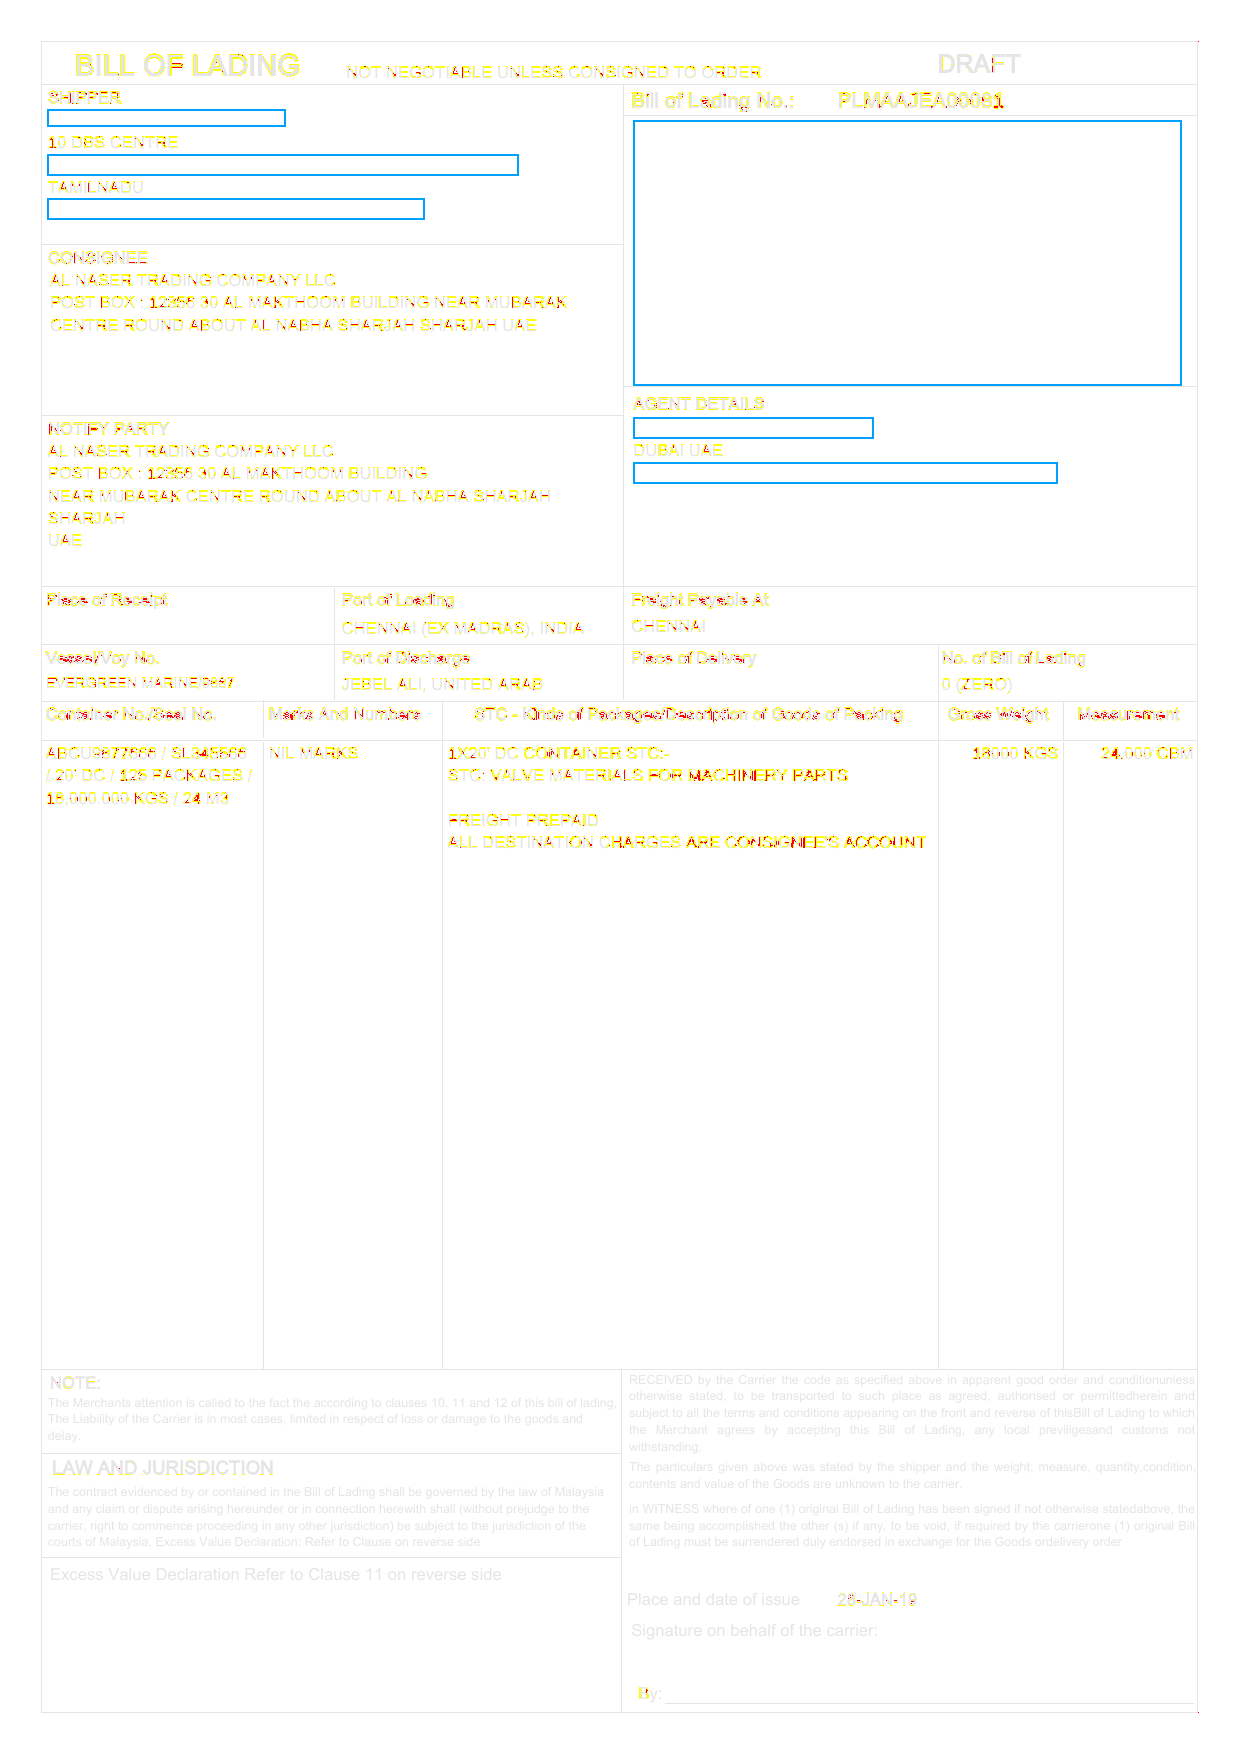 BILL OF LADING
NOT NEGOTIABLE UNLESS CONSIGNED TO ORDER
DRAFT
SHIPPER
10 DBS CENTRE
TAMILNADU
Bill of Lading No.:
CONSIGNEE
AL NASER TRADING COMPANY LLC
POST BOX : 30 AL MAKTHOOM BUILDING NEAR MUBARAK
CENTRE ROUND ABOUT AL NABHA SHARJAH SHARJAH UAE
AGENT DETAILS
DUBAI UAE
NOTIFY PARTY
AL NASER TRADING COMPANY LLC
POST BOX : 30 AL MAKTHOOM BUILDING
NEAR MUBARAK CENTRE ROUND ABOUT AL NABHA SHARJAH
SHARJAH
UAE
Place of Receipt
Port of Loading
CHENNAI (EX MADRAS), INDIA
Freight Payable At
CHENNAI
Vessel/Voy No.
EVERGREEN
Port of Discharge
JEBEL ALI, UNITED ARAB
Place of Delivery
No. of Bill of Lading
0 (ZERO)
Container No./Seal No.
Marks And Numbers
STC - Kinds of Packages/Description of Goods of Packing
Gross Weight
Measurement
/ 20' DC / PACKAGES /
18,000.000 KGS / 24 M3
NIL MARKS
1X20' DC CONTAINER STC:-
STC: VALVE MATERIALS FOR MACHINERY PARTS
FREIGHT PREPAID
ALL DESTINATION CHARGES ARE CONSIGNEE'S ACCOUNT
18000 KGS
24.000 CBM
NOTE:
The Merchants attention is called to the fact the according to clauses 10, 11 and 12 of this bill of lading,
The Liability of the Carrier is in most cases, limited in respect of loss or damage to the goods and
delay.
LAW AND JURISDICTION
The contract evidenced by or contained in the Bill of Lading shall be governed by the law of Malaysia
and any claim or dispute arising hereunder or in connection herewith shall (without prejudge to the
carrier, right to commence proceeding in any other jurisdiction) be subject to the jurisdiction of the
courts of Malaysia, Excess Value Declaration: Refer to Clause on reverse side
Excess Value Declaration Refer to Clause 11 on reverse side
RECEIVED by the Carrier the code as specified above in apparent good order and conditionunless
otherwise stated, to be transported to such place as agreed, authorised or permittedherein and
subject to all the terms and conditions appearing on the front and reverse of thisBill of Lading to which
the Merchant agrees by accepting this Bill of Lading, any local previligesand customs not
withstanding.
The particulars given above was stated by the shipper and the weight, measure, quantity.condition,
contents and value of the Goods are unknown to the carrier.
in WITNESS where of one (1) original Bill of Lading has been signed if not otherwise statedabove, the
same being accomplished the other (s) if any, to be void, if required by the carrierone (1) original Bill
of Lading must be surrendered duly endorsed in exchange for the Goods ordelivery order
Place and date of issue
Signature on behalf of the carrier:
By: